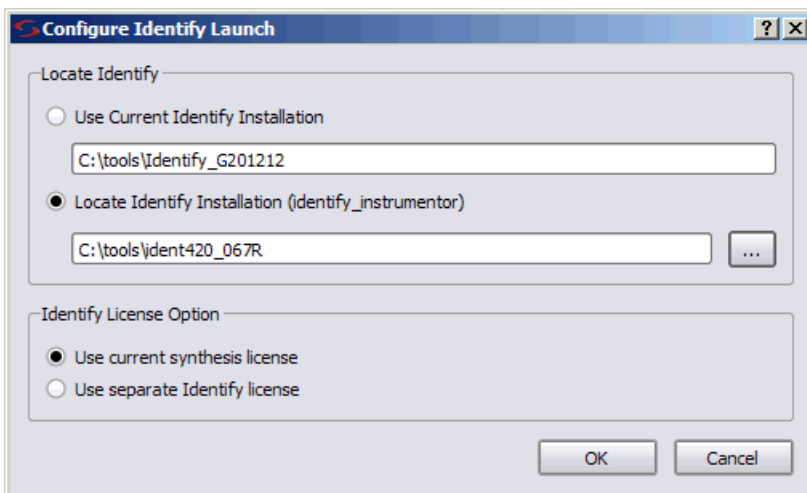 Configure Identify Launch
Locate Identify
Use Current Identify Installation
C:\tools\Identify_G201212
Locate Identify Installation (identify_instrumentor)
C:\tools\ident420_067R
...
Identify License Option
Use current synthesis license
Use separate Identify license
OK Cancel